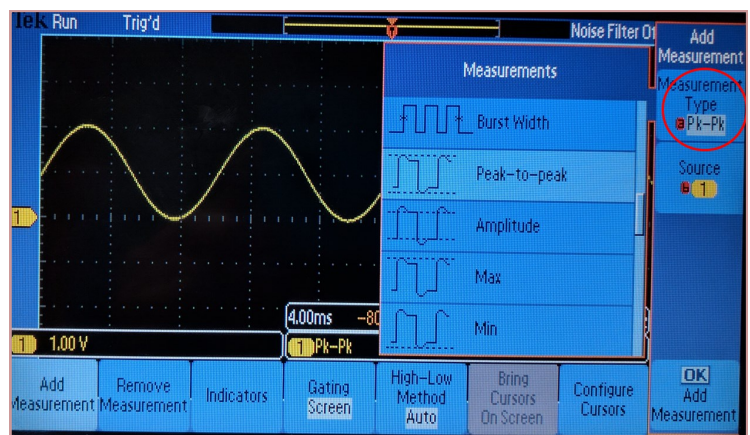 Tek Run Trig'd Noise Filter Of
Measurements
Burst Width
Peak-to-peak
Amplitude
Max
Min
Add
Measurement
Measurement
Type
a Pk-Pk
Source
b 1
OK
Add
Measurement
1
4.00ms -80
1 1.00 V
1 Pk-Pk
Add
Measurement
Remove
Measurement
Indicators
Gating
Screen
High-Low
Method
Auto
Bring
Cursors
On Screen
Configure
Cursors